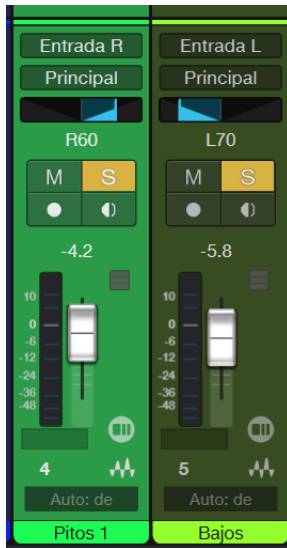 Entrada R
Principal
R60
M S
-4.2
10
0
-6
-12
-24
-36
-48
4
Auto: de
Pitos 1
Entrada L
Principal
L70
M S
-5.8
10
0
-6
-12
-24
-36
-48
5
Auto: de
Bajos